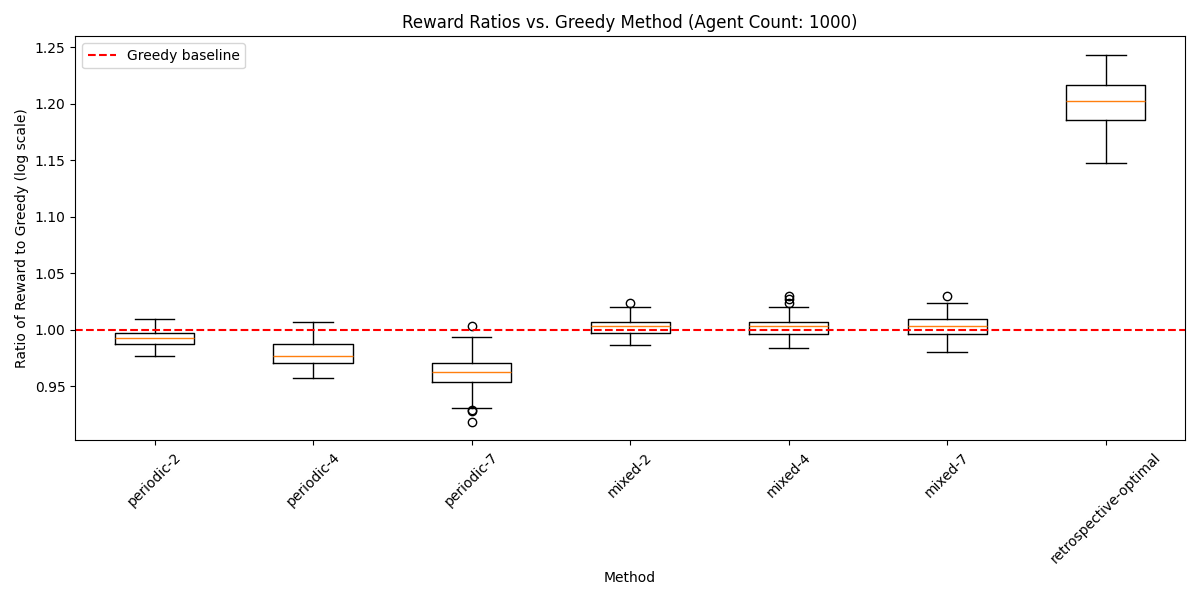 Reward Ratios vs. Greedy Method (Agent Count: 1000)
Greedy baseline
Ratio of Reward to Greedy (log scale)
1.25
1.20
1.15
1.10
1.05
1.00
0.95
periodic-2
periodic-4
periodic-7
mixed-2
mixed-4
mixed-7
retrospective-optimal
Method